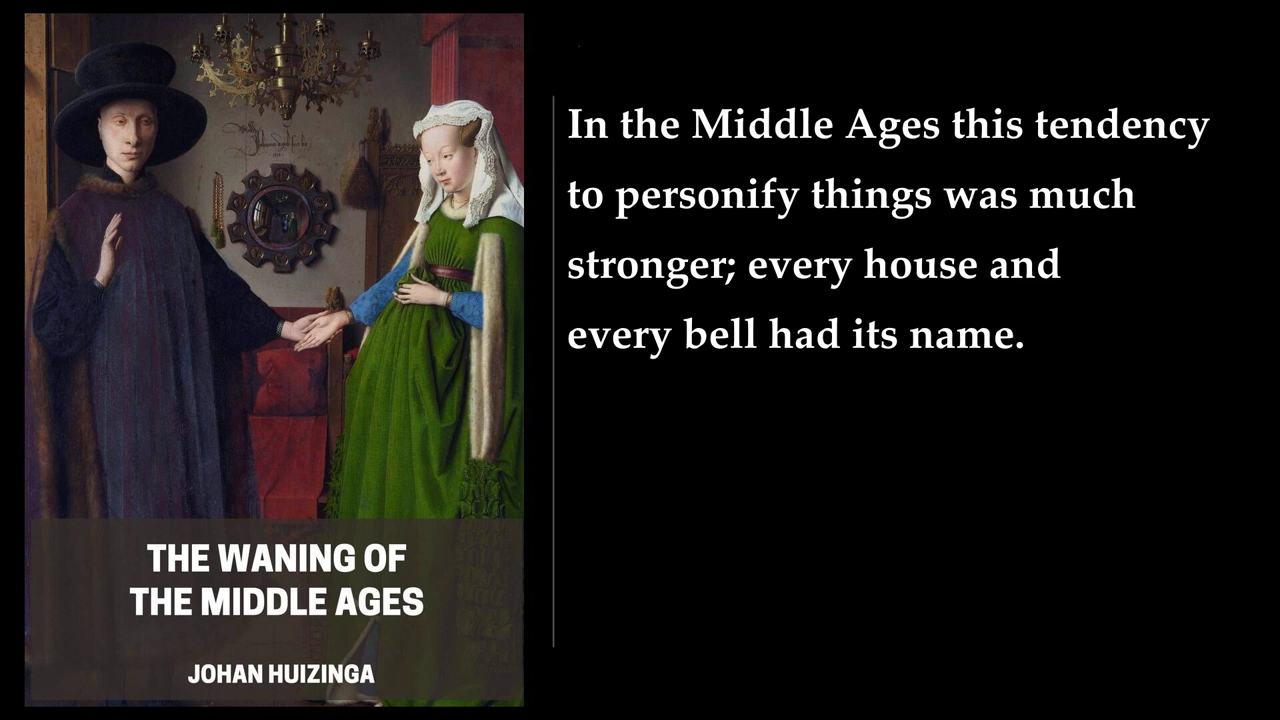 THE WANING OF
THE MIDDLE AGES
JOHAN HUIZINGA
In the Middle Ages this tendency
to personify things was much
stronger; every house and
every bell had its name.